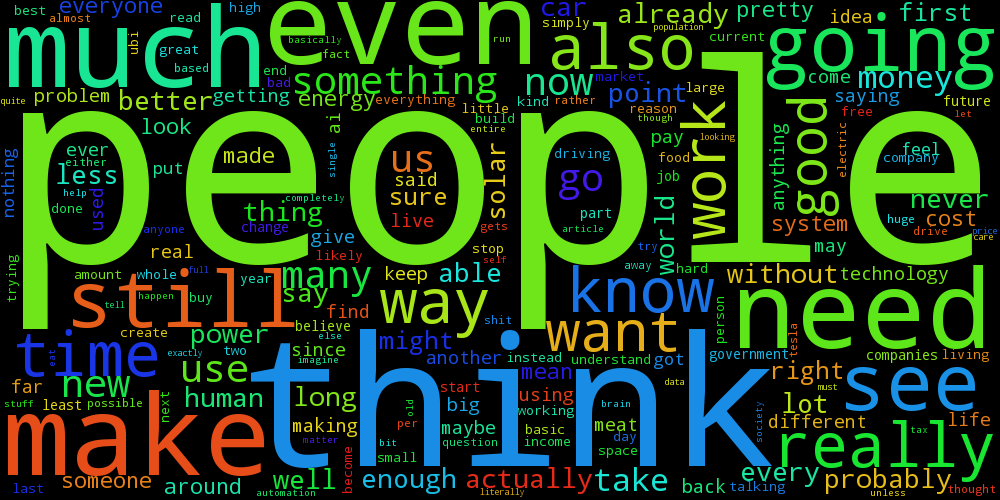 best
everyone
high
even
car
already
pretty
idea
first
almost
read
ubi
simply
population
going
much
great
basically
run
also
current
based
fact
come
money
end
something
now
market
point
large
saying
future
bad
quite
problem
better
getting
energy
everything
little
kind
rather
reason
free
let
look
ai
build
though
pay
work
good
entire
looking
ever
made
us
solar
driving
food
anything
electric
feel
company
either
put
single
people
less
said
go
job
nothing
help
sure
part
never
done
used
completely
thing
live
gets
article
world
system
huge
cost
anyone
change
give
drive
price
real
likely
stop
try
may
care
trying
amount
whole
year
many
keep
able
self
away
hard
without
technology
full
still
happen
buy
say
way
know
need
tell
find
want
person
create
power
believe
shit
might
else
time
exactly
two
since
imagine
another
instead
understand
got
government
tesla
companies
living
eat
use
mean
data
right
see
far
new
human
long
start
using
think
lot
must
stuff
least
possible
next
old
big
working
brain
different
life
make
making
per
maybe
basic
meat
day
society
tax
really
matter
bit
question
income
space
small
someone
well
become
enough
actually
take
every
probably
last
around
automation
literally
back
talking
unless
thought